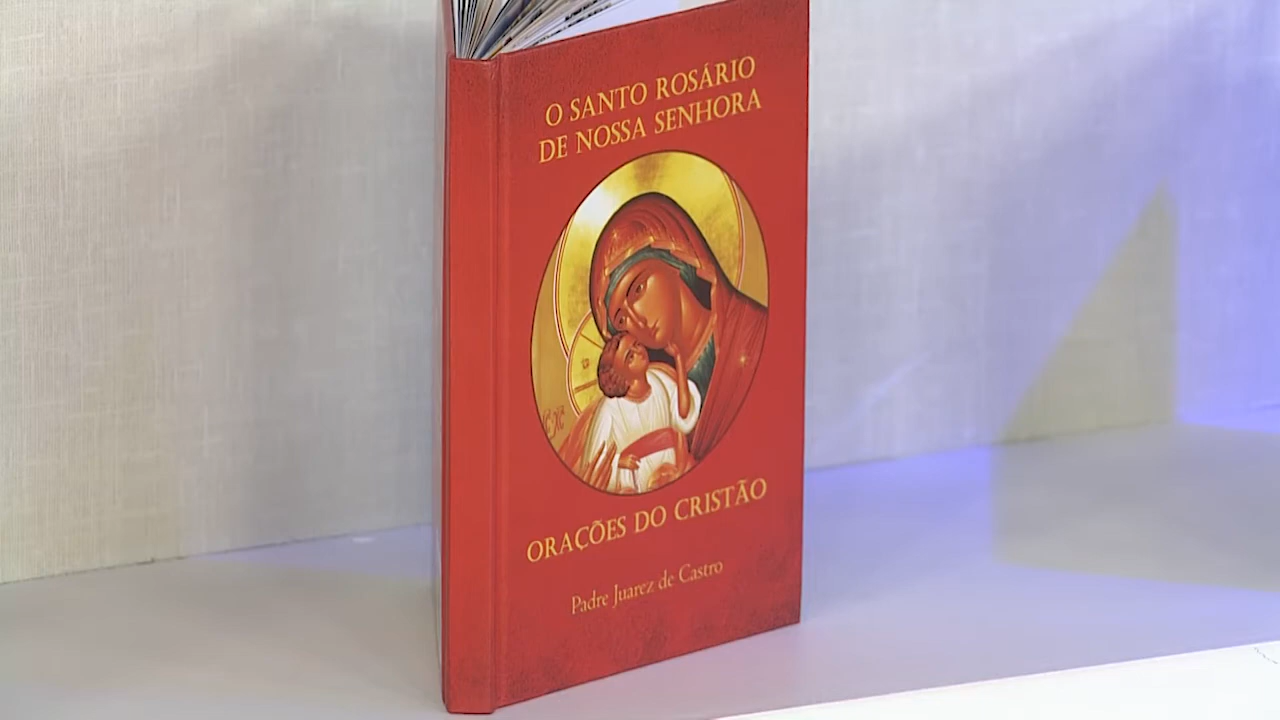 O SANTO ROSÁRIO
DE NOSSA SENHORA
ORAÇÕES DO CRISTÃO
Padre Juarez de Castro